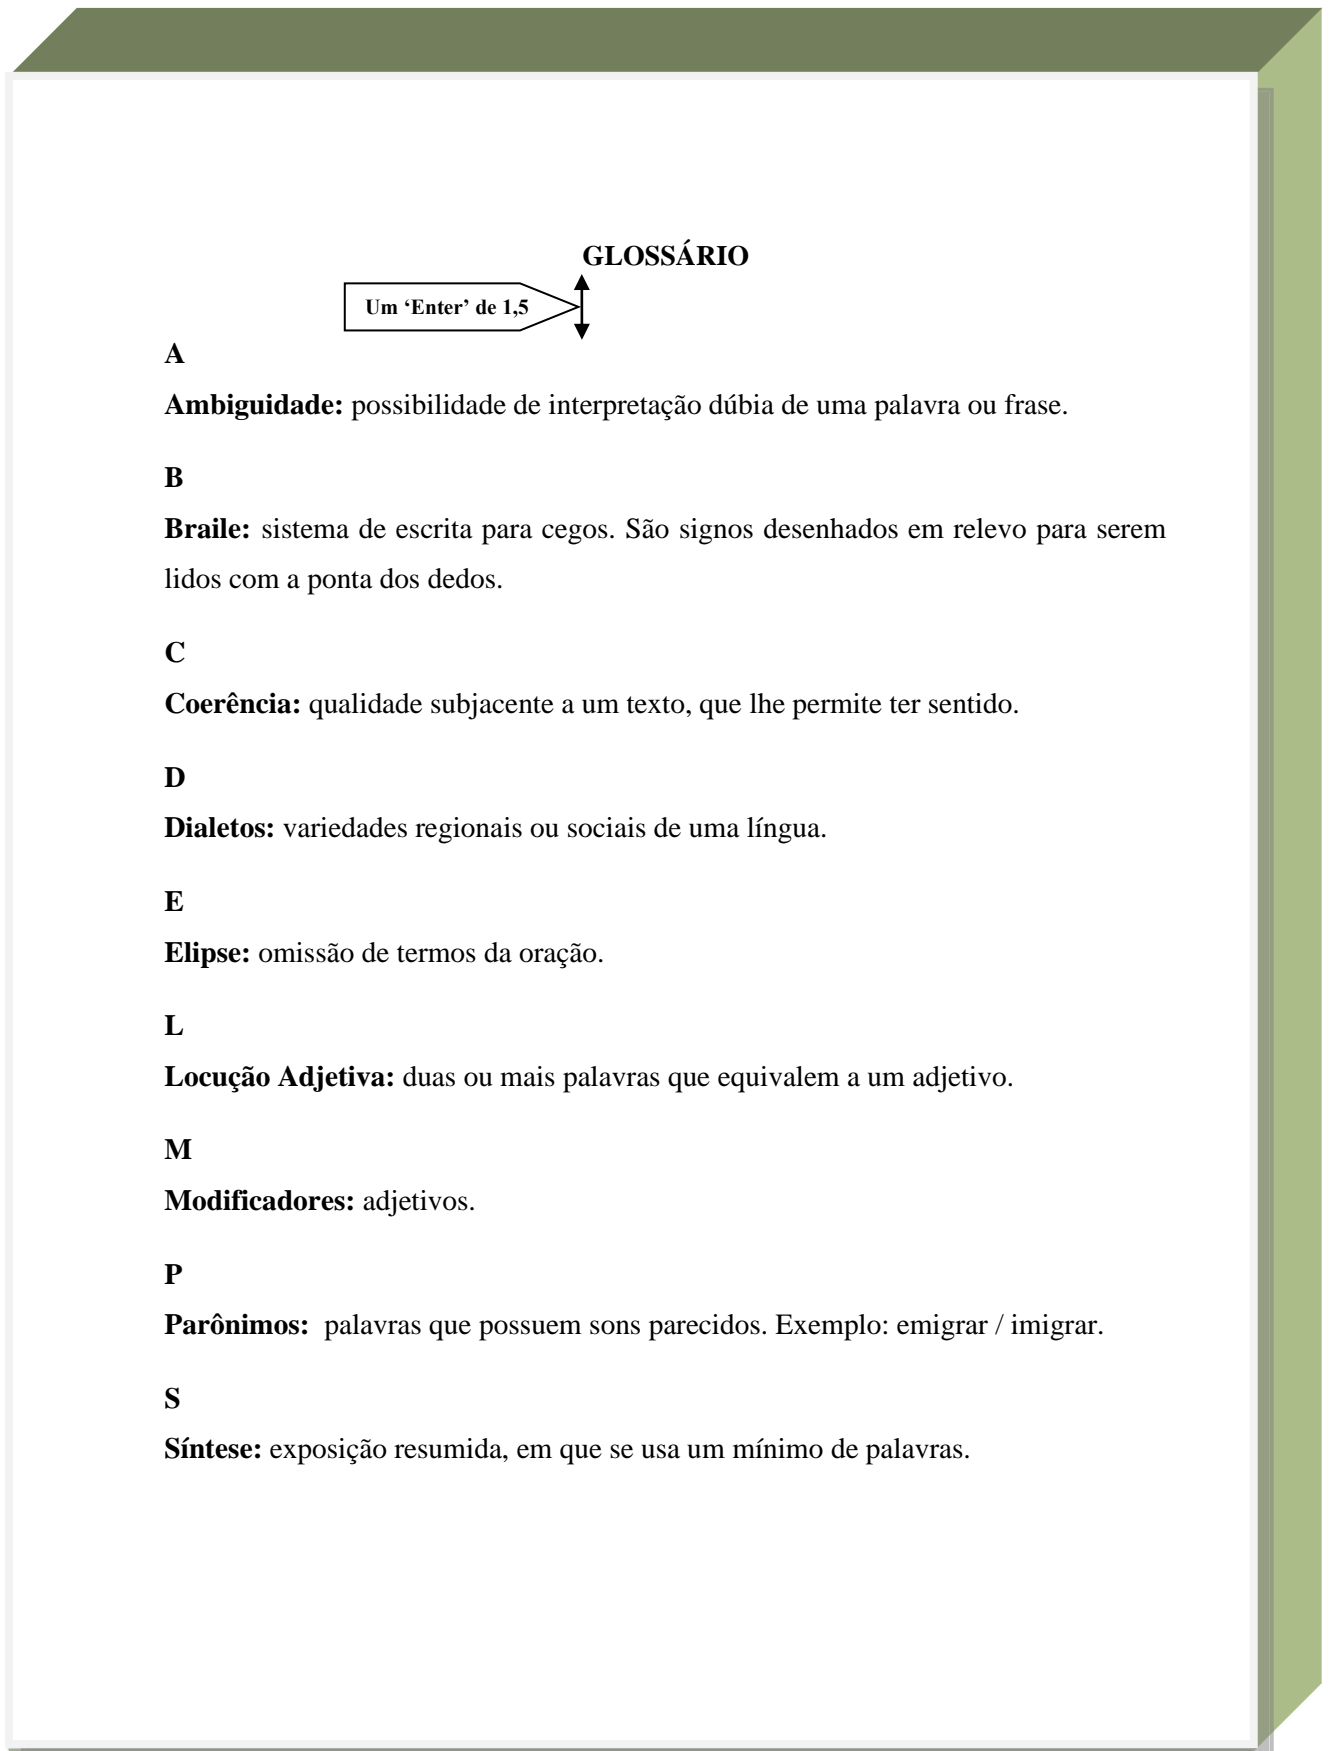 GLOSSÁRIO
Um ‘Enter’ de 1,5
A
Ambiguidade: possibilidade de interpretação dúbia de uma palavra ou frase.
B
Braile: sistema de escrita para cegos. São signos desenhados em relevo para serem
lidos com a ponta dos dedos.
C
Coerência: qualidade subjacente a um texto, que lhe permite ter sentido.
D
Dialetos: variedades regionais ou sociais de uma língua.
E
Elipse: omissão de termos da oração.
L
Locução Adjetiva: duas ou mais palavras que equivalem a um adjetivo.
M
Modificadores: adjetivos.
P
Parônimos:  palavras que possuem sons parecidos. Exemplo: emigrar / imigrar.
S
Síntese: exposição resumida, em que se usa um mínimo de palavras.